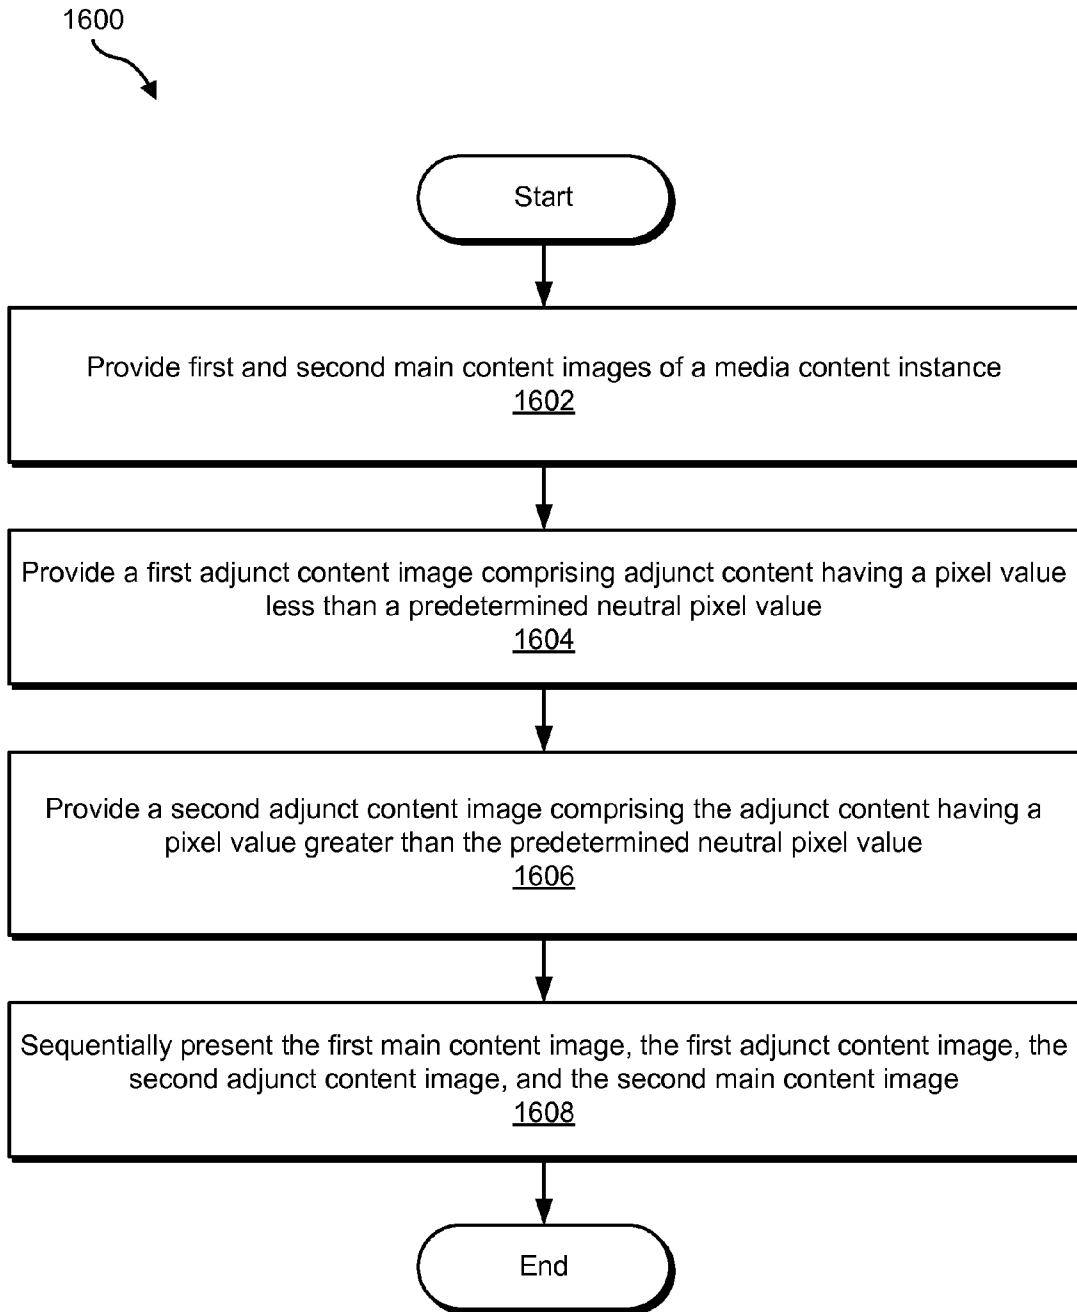 1600
Start
Provide first and second main content images of a media content instance
1602
Provide a first adjunct content image comprising adjunct content having a pixel value
less than a predetermined neutral pixel value
1604
Provide a second adjunct content image comprising the adjunct content having a
pixel value greater than the predetermined neutral pixel value
1606
Sequentially present the first main content image, the first adjunct content image, the
second adjunct content image, and the second main content image
1608
End